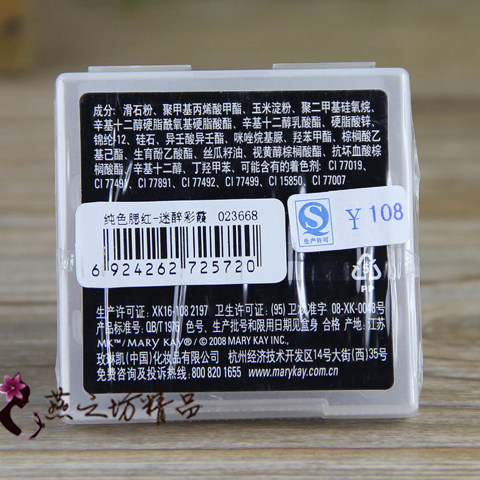 成分：滑石粉、聚甲基丙烯酸甲酯、玉米淀粉、聚二甲基硅氧烷、
辛基十二醇硬脂酰氧基硬脂酸酯、辛基十二醇乳酸酯、硬脂酸锌、
锦纶12、硅石、异壬酸异壬酯、咪唑烷基脲、羟苯甲酯、棕榈酸乙
基己酯、生育酚乙酸酯、丝瓜籽油、视黄醇棕榈酸酯、抗坏血酸棕
榈酸酯、辛基十二醇、丁羟甲苯、可能含有的着色剂：CI 77019、
CI 77491、CI 77891、CI 77492、CI 77499、CI 15850、CI 77007
纯色腮红-迷醉彩霞 023668
6 924262 725720
QS
生产许可
￥108
5
PP
生产许可证：XK16-108 2197 卫生许可证：(95)卫妆准字 08-XK-0048号
产品标准号：QB/T1976 色号、生产批号和限用日期见盒身 合格 产地：江苏
MK™/MARY KAY® ©2008 MARY KAY INC.,
玫琳凯(中国)化妆品有限公司 杭州经济技术开发区14号大街(西)35号
免费咨询及投诉热线：800 820 1655 www.marykay.com.cn
燕之坊精品